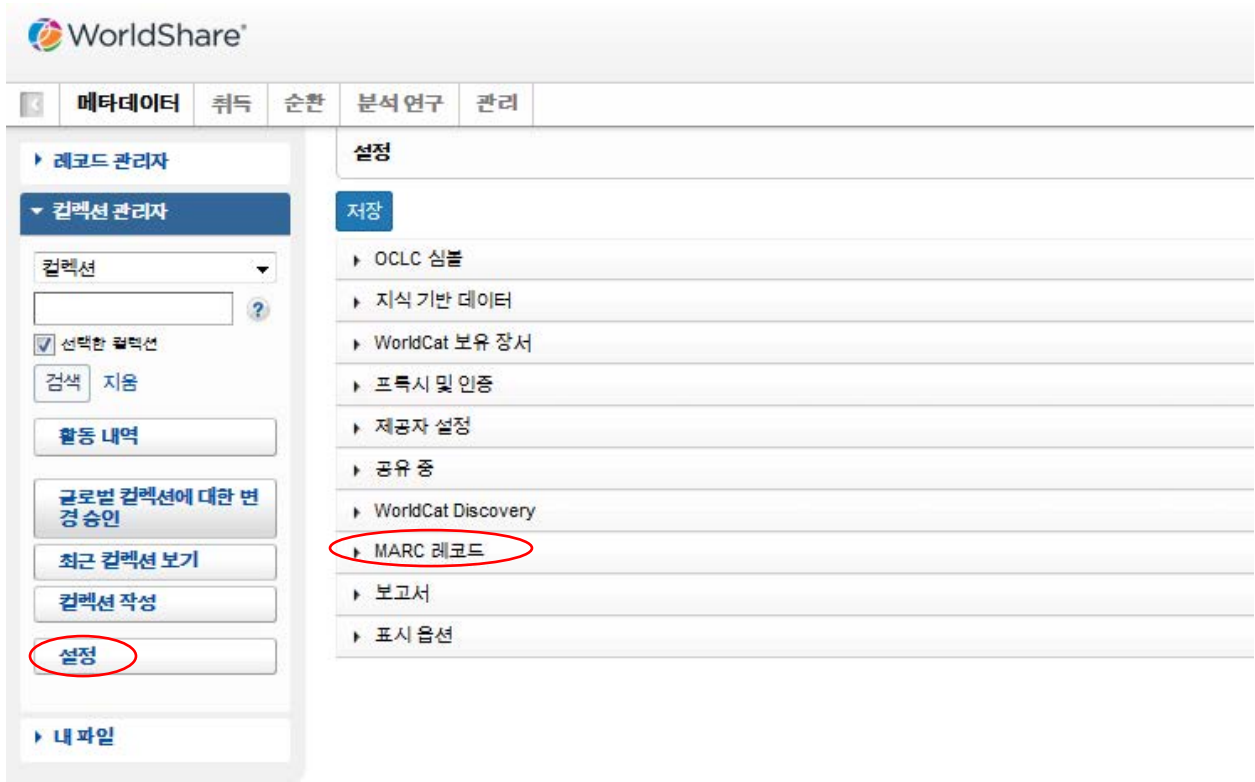 WorldShare®
메타데이터 취득 순환 분석 연구 관리
레코드 관리자
컬렉션 관리자
컬렉션
?
선택한 컬렉션
검색 지움
활동 내역
글로벌 컬렉션에 대한 변
경 승인
최근 컬렉션 보기
컬렉션 작성
설정
내 파일
설정
저장
OCLC 심볼
지식 기반 데이터
WorldCat 보유 장서
프록시 및 인증
제공자 설정
공유 중
WorldCat Discovery
MARC 레코드
보고서
표시 옵션